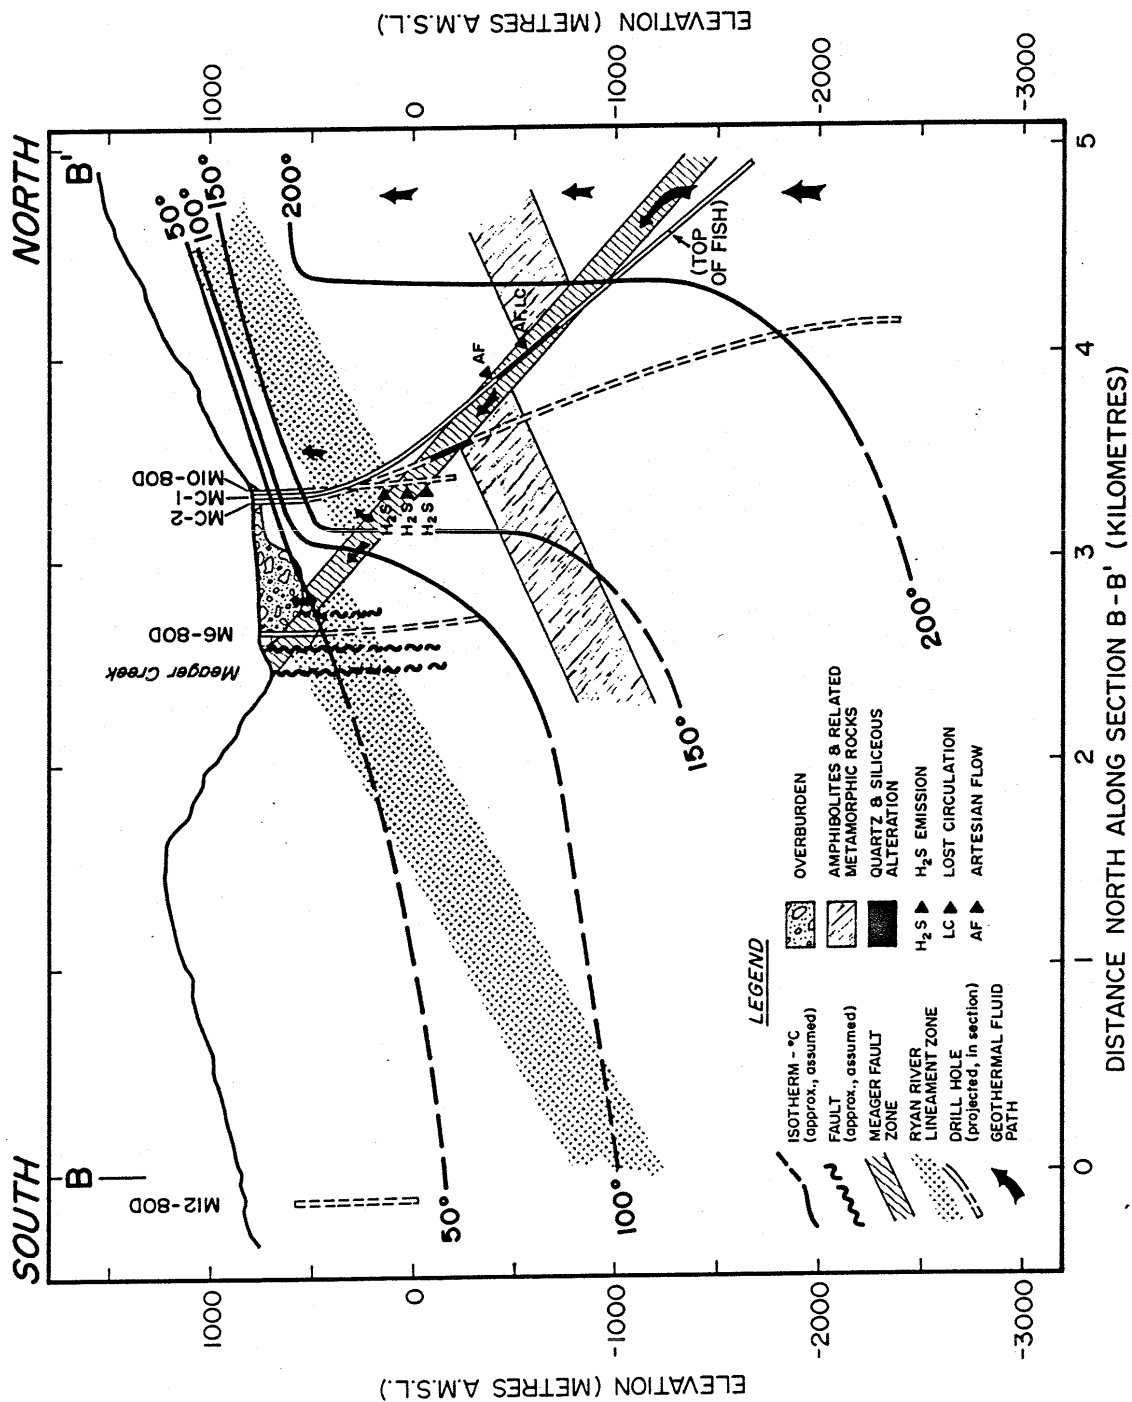 SOUTH
NORTH
B
B'
M12-80D
Meager Creek
M6-80D
MC-2
MC-1
M10-80D
50°
100°
150°
200°
H₂S
H₂S
H₂S
AF
AF,LC
(TOP
OF FISH)
50°
100°
150°
200°
ELEVATION (METRES A.M.S.L.)
1000
0
-1000
-2000
-3000
ELEVATION (METRES A.M.S.L.)
1000
0
-1000
-2000
-3000
LEGEND
ISOTHERM - °C
(approx., assumed)
FAULT
(approx., assumed)
MEAGER FAULT
ZONE
RYAN RIVER
LINEAMENT ZONE
DRILL HOLE
(projected, in section)
GEOTHERMAL FLUID
PATH
OVERBURDEN
AMPHIBOLITES & RELATED
METAMORPHIC ROCKS
QUARTZ & SILICEOUS
ALTERATION
H₂S ▶ H₂S EMISSION
LC ▶ LOST CIRCULATION
AF ▶ ARTESIAN FLOW
0 1 2 3 4 5
DISTANCE NORTH ALONG SECTION B-B' (KILOMETRES)